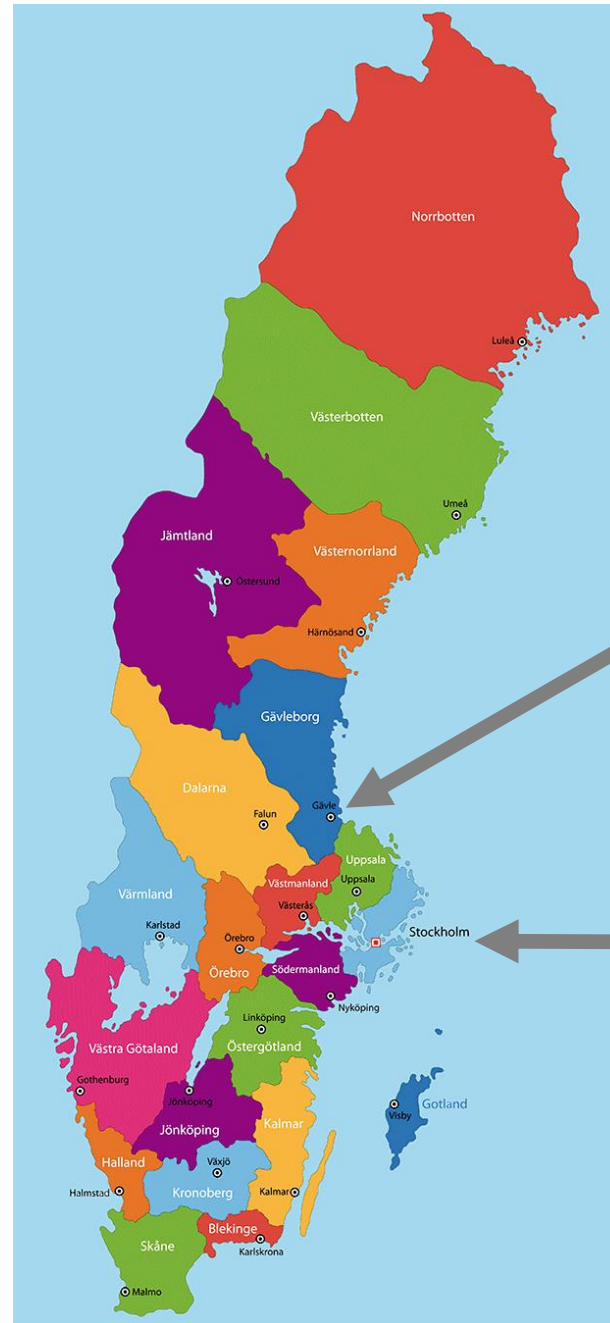 Norrbotten
Luleå
Västerbotten
Umeå
Jämtland
Västernorrland
Östersund
Härnösand
Gävleborg
Dalarna
Gävle
Falun
Uppsala
Västmanland
Uppsala
Värmland
Västerås
Karlstad
Örebro
Stockholm
Södermanland
Örebro
Nyköping
Linköping
Östergötland
Västra Götaland
Gothenburg
Jönköping
Visby
Gotland
Kalmar
Jönköping
Halland
Växjö
Halmstad
Kronoberg
Kalmar
Blekinge
Skåne
Karlskrona
Malmo